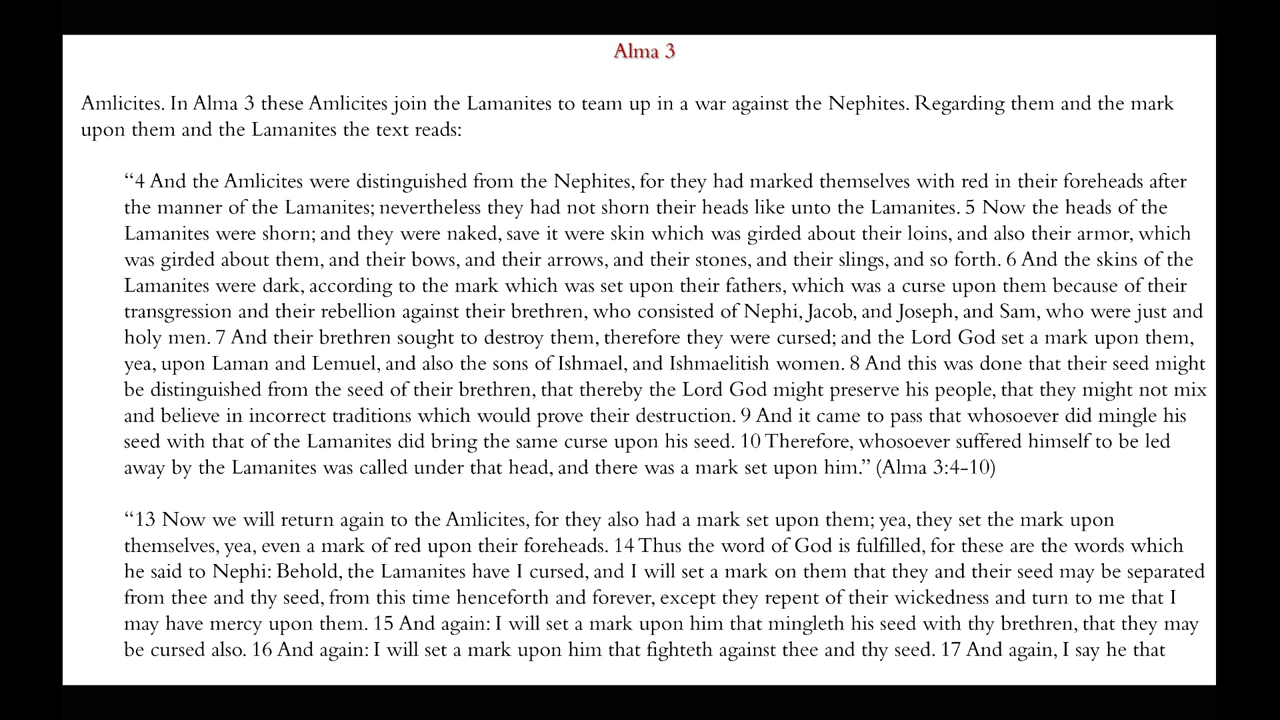 Alma 3
Amlicites. In Alma 3 these Amlicites join the Lamanites to team up in a war against the Nephites. Regarding them and the mark
upon them and the Lamanites the text reads:
“4 And the Amlicites were distinguished from the Nephites, for they had marked themselves with red in their foreheads after
the manner of the Lamanites; nevertheless they had not shorn their heads like unto the Lamanites. 5 Now the heads of the
Lamanites were shorn; and they were naked, save it were skin which was girded about their loins, and also their armor, which
was girded about them, and their bows, and their arrows, and their stones, and their slings, and so forth. 6 And the skins of the
Lamanites were dark, according to the mark which was set upon their fathers, which was a curse upon them because of their
transgression and their rebellion against their brethren, who consisted of Nephi, Jacob, and Joseph, and Sam, who were just and
holy men. 7 And their brethren sought to destroy them, therefore they were cursed; and the Lord God set a mark upon them,
yea, upon Laman and Lemuel, and also the sons of Ishmael, and Ishmaelitish women. 8 And this was done that their seed might
be distinguished from the seed of their brethren, that thereby the Lord God might preserve his people, that they might not mix
and believe in incorrect traditions which would prove their destruction. 9 And it came to pass that whosoever did mingle his
seed with that of the Lamanites did bring the same curse upon his seed. 10 Therefore, whosoever suffered himself to be led
away by the Lamanites was called under that head, and there was a mark set upon him.” (Alma 3:4-10)
“13 Now we will return again to the Amlicites, for they also had a mark set upon them; yea, they set the mark upon
themselves, yea, even a mark of red upon their foreheads. 14 Thus the word of God is fulfilled, for these are the words which
he said to Nephi: Behold, the Lamanites have I cursed, and I will set a mark on them that they and their seed may be separated
from thee and thy seed, from this time henceforth and forever, except they repent of their wickedness and turn to me that I
may have mercy upon them. 15 And again: I will set a mark upon him that mingleth his seed with thy brethren, that they may
be cursed also. 16 And again: I will set a mark upon him that fighteth against thee and thy seed. 17 And again, I say he that